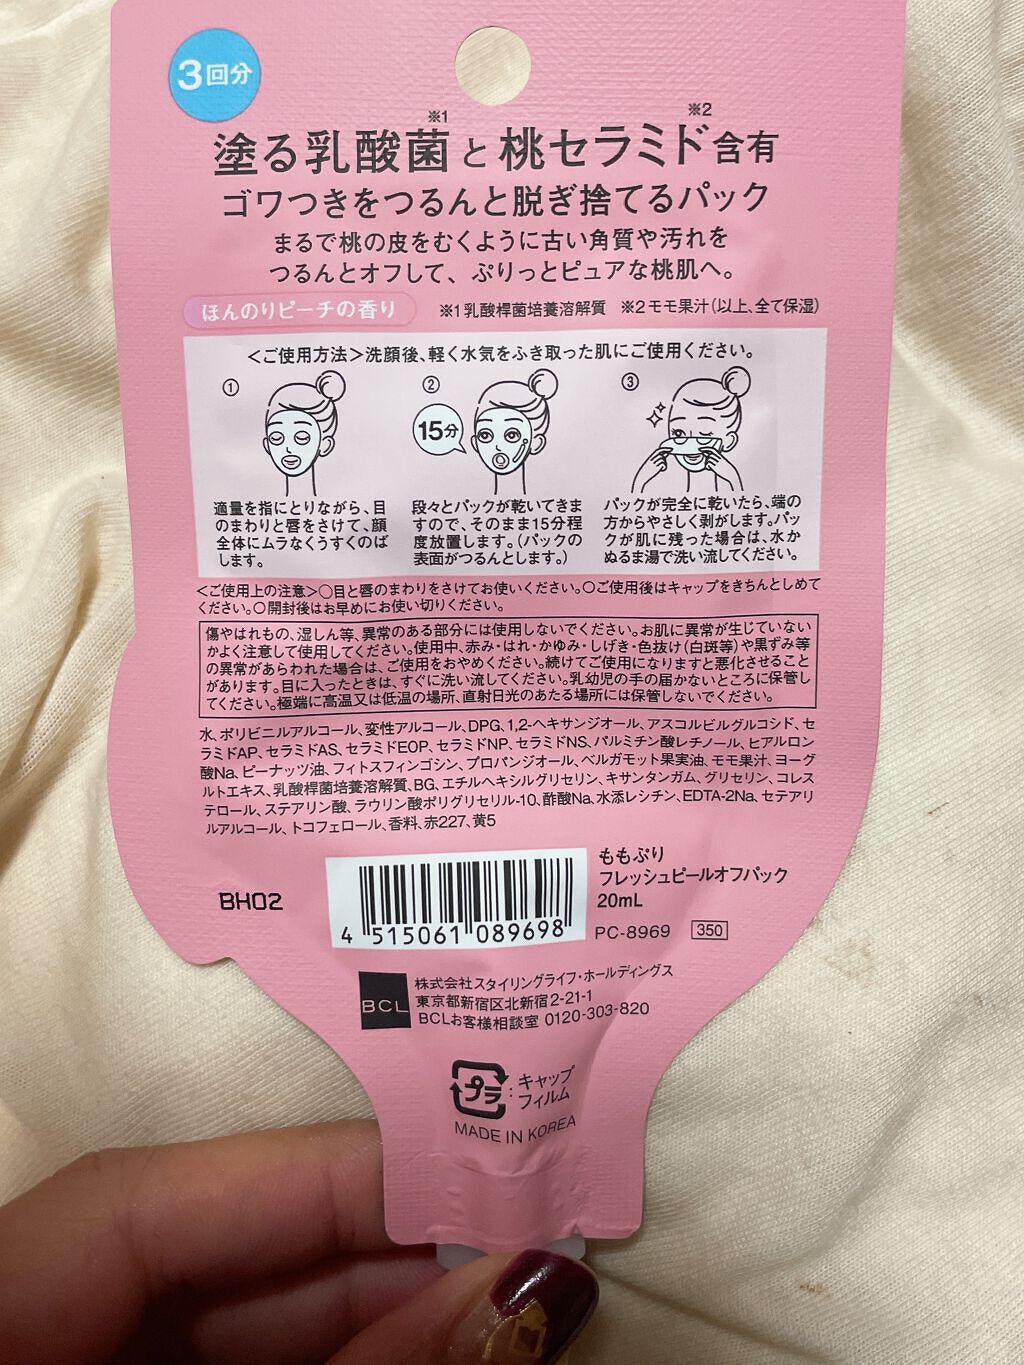 3回分
※1 ※2
塗る乳酸菌と桃セラミド含有
ゴワつきをつるんと脱ぎ捨てるパック
まるで桃の皮をむくように古い角質や汚れを
つるんとオフして、ぷりっとピュアな桃肌へ。
ほんのりピーチの香り ※1乳酸桿菌培養溶解質 ※2モモ果汁(以上、全て保湿)
＜ご使用方法＞洗顔後、軽く水気をふき取った肌にご使用ください。
①
適量を指にとりながら、目
のまわりと唇をさけて、顔
全体にムラなくうすくのば
します。
②
15分
段々とパックが乾いてきま
すので、そのまま15分程
度放置します。(パックの
表面がつるんとします。)
③
パックが完全に乾いたら、端の
方からやさしく剥がします。パッ
クが肌に残った場合は、水か
ぬるま湯で洗い流してください。
＜ご使用上の注意＞○目と唇のまわりをさけてお使いください。○ご使用後はキャップをきちんとしめて
ください。○開封後はお早めにお使い切りください。
傷やはれもの、湿しん等、異常のある部分には使用しないでください。お肌に異常が生じていない
かよく注意して使用してください。使用中、赤み・はれ・かゆみ・しげき・色抜け(白斑等)や黒ずみ等
の異常があらわれた場合は、ご使用をおやめください。続けてご使用になりますと悪化させること
があります。目に入ったときは、すぐに洗い流してください。乳幼児の手の届かないところに保管し
てください。極端に高温又は低温の場所、直射日光のあたる場所には保管しないでください。
水、ポリビニルアルコール、変性アルコール、DPG、1,2-ヘキサンジオール、アスコルビルグルコシド、セ
ラミドAP、セラミドAS、セラミドEOP、セラミドNP、セラミドNS、パルミチン酸レチノール、ヒアルロン
酸Na、ピーナッツ油、フィトスフィンゴシン、プロパンジオール、ベルガモット果実油、モモ果汁、ヨーグ
ルトエキス、乳酸桿菌培養溶解質、BG、エチルヘキシルグリセリン、キサンタンガム、グリセリン、コレス
テロール、ステアリン酸、ラウリン酸ポリグリセリル-10、酢酸Na、水添レシチン、EDTA-2Na、セテアリ
ルアルコール、トコフェロール、香料、赤227、黄5
BH02
4 515061 089698
ももぷり
フレッシュピールオフパック
20mL
PC-8969 350
BCL
株式会社スタイリングライフ・ホールディングス
東京都新宿区北新宿2-21-1
BCLお客様相談室 0120-303-820
プラ
:キャップ
フィルム
MADE IN KOREA